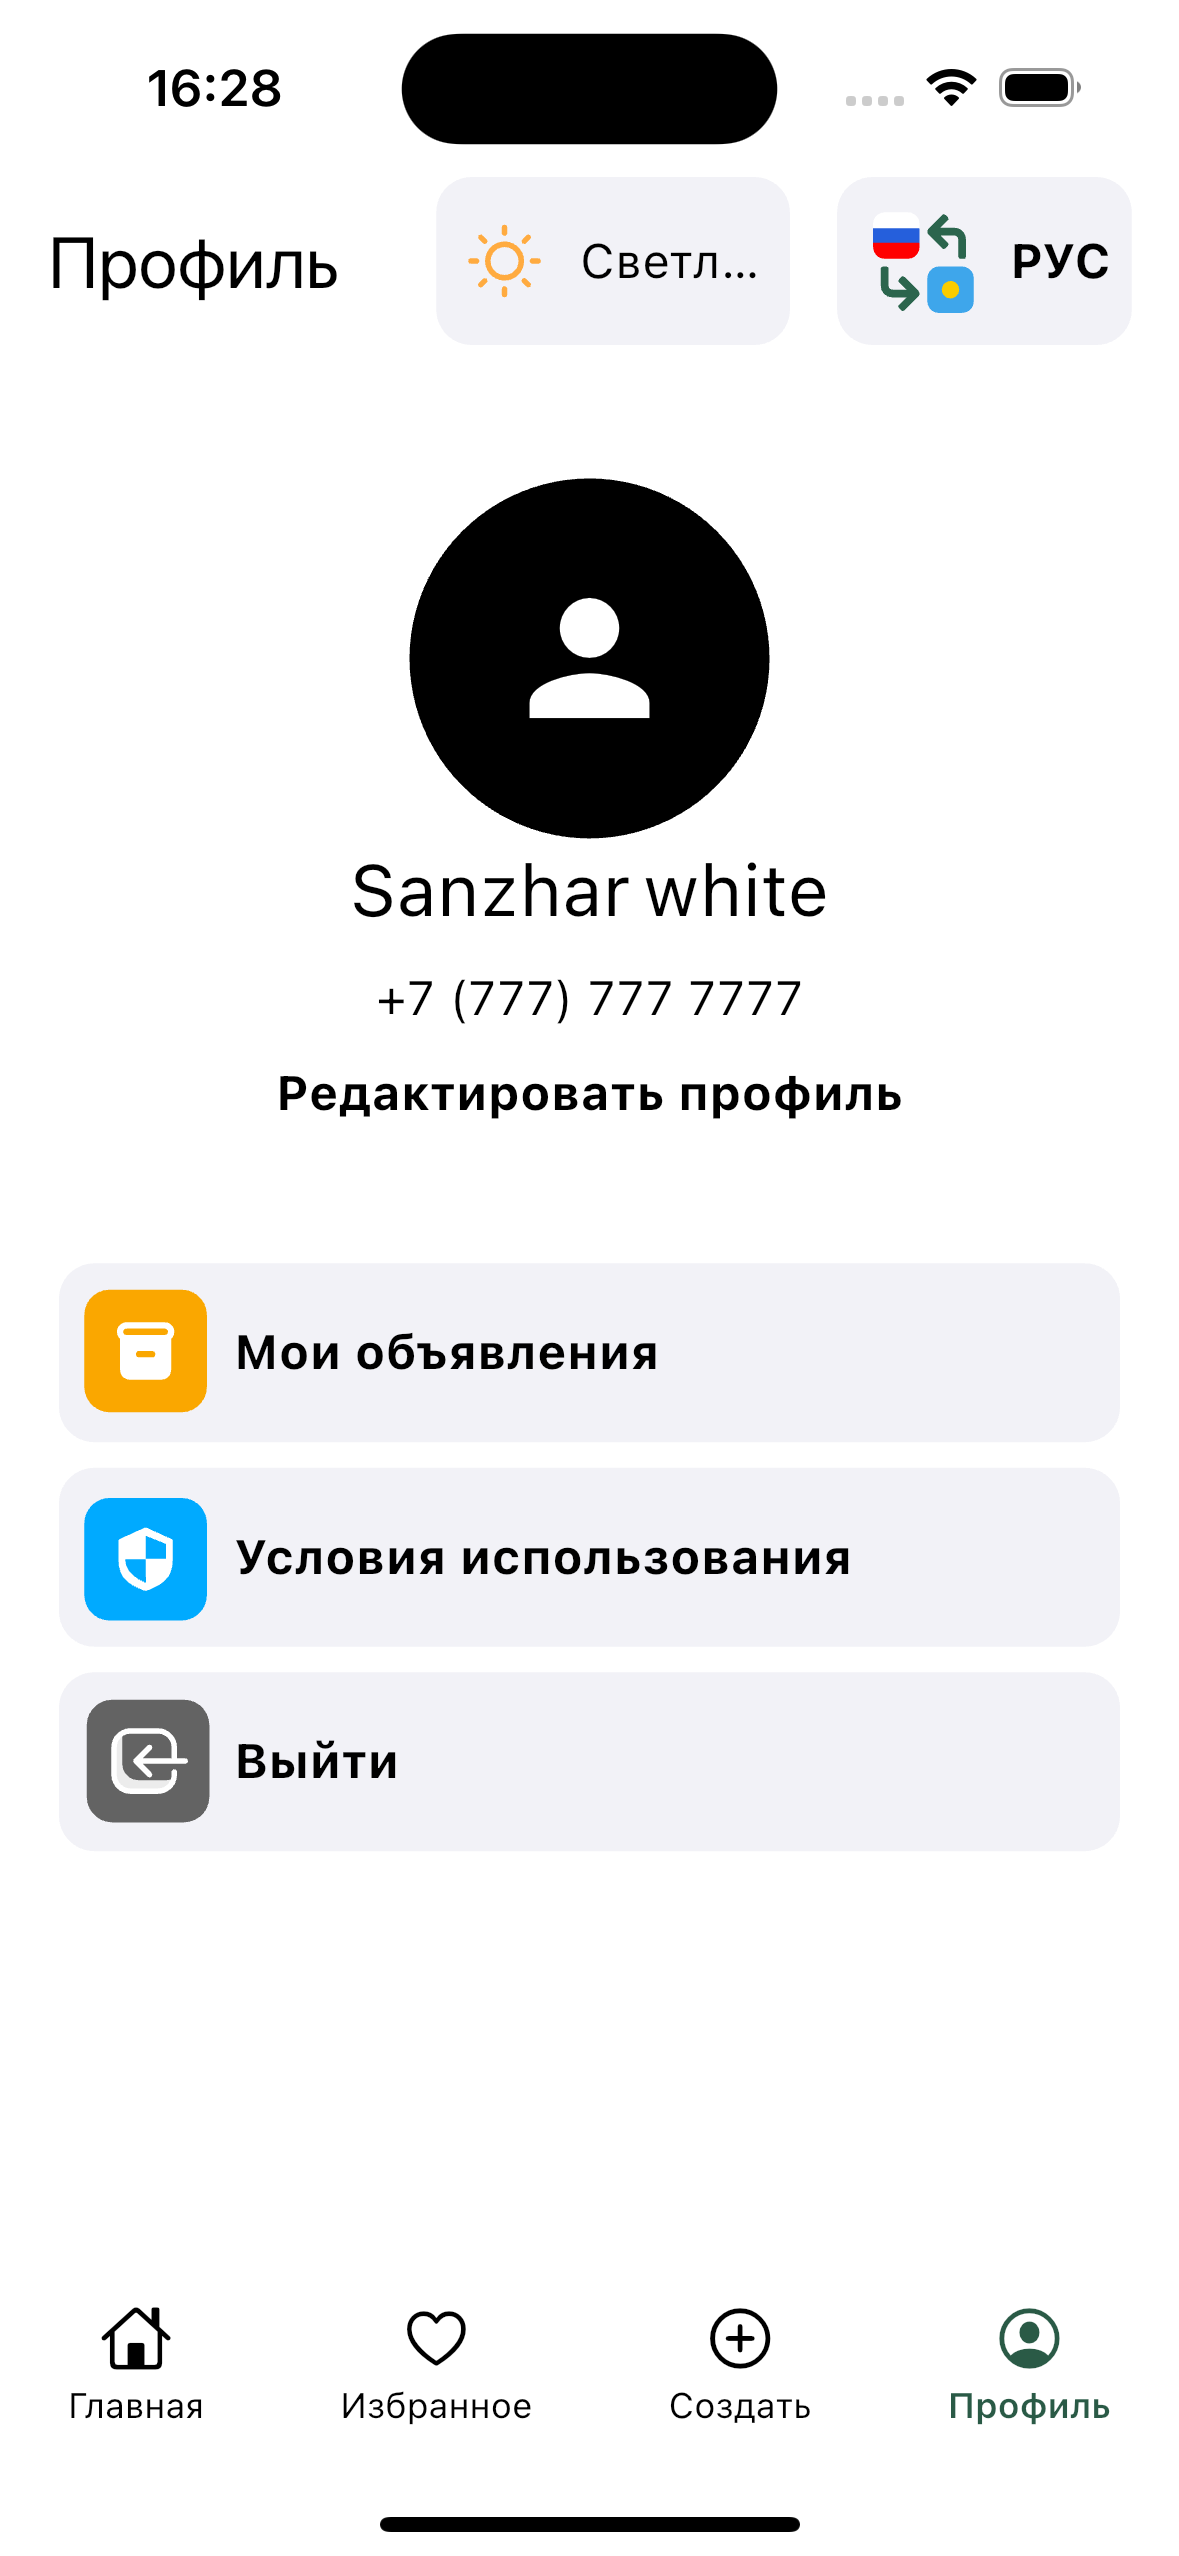 16:28
Профиль
Светл...
РУС
Sanzhar white
+7 (777) 777 7777
Редактировать профиль
Мои объявления
Условия использования
Выйти
Главная
Избранное
Создать
Профиль